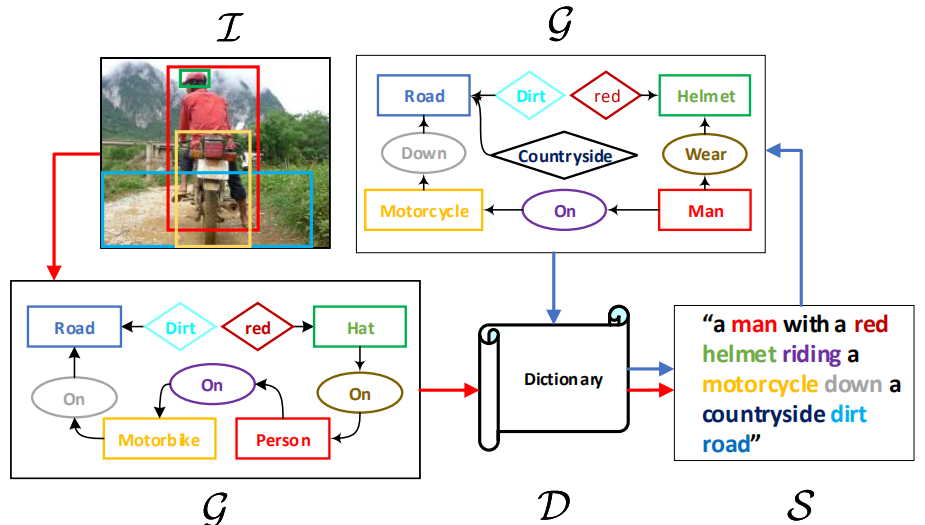 I
G
Road
Dirt
red
Helmet
Down
Countryside
Wear
Motorcycle
On
Man
Road
Dirt
red
Hat
On
On
On
Motorbike
Person
Dictionary
“a man with a red
helmet riding a
motorcycle down a
countryside dirt
road”
G
D
S